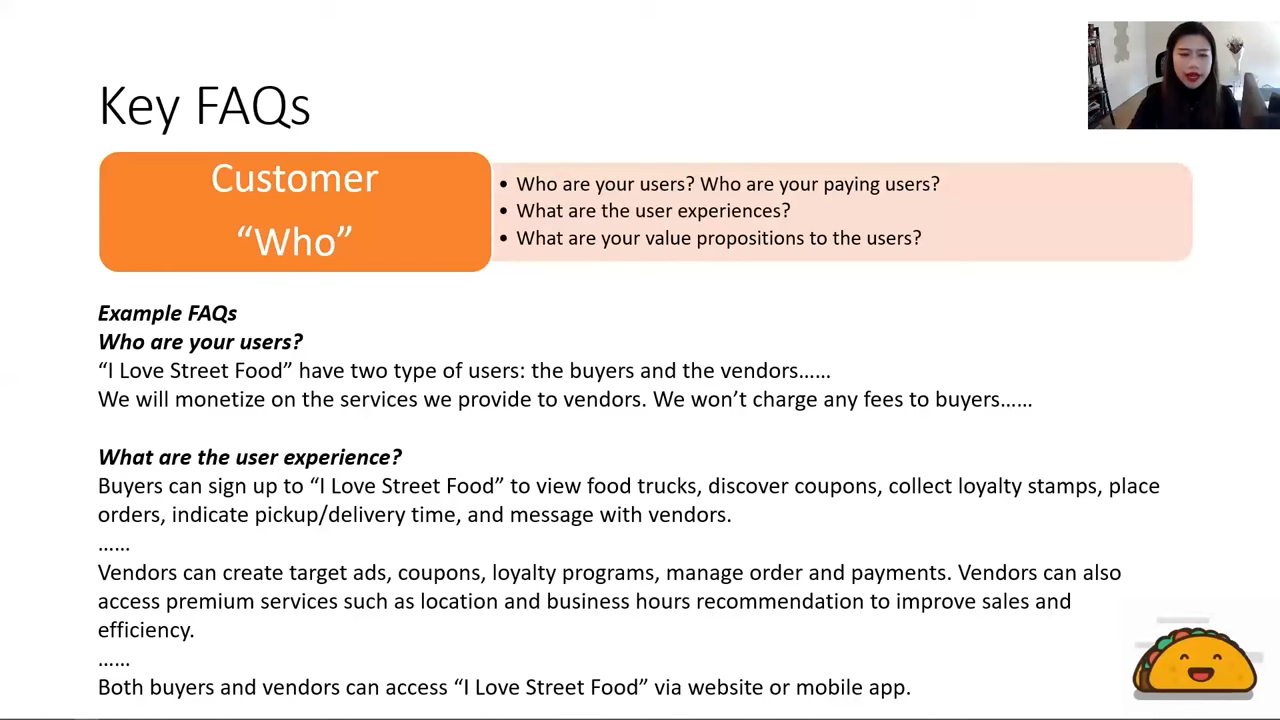 Key FAQs
Customer
“Who”
• Who are your users? Who are your paying users?
• What are the user experiences?
• What are your value propositions to the users?
Example FAQs
Who are your users?
“I Love Street Food” have two type of users: the buyers and the vendors……
We will monetize on the services we provide to vendors. We won’t charge any fees to buyers……
What are the user experience?
Buyers can sign up to “I Love Street Food” to view food trucks, discover coupons, collect loyalty stamps, place
orders, indicate pickup/delivery time, and message with vendors.
……
Vendors can create target ads, coupons, loyalty programs, manage order and payments. Vendors can also
access premium services such as location and business hours recommendation to improve sales and
efficiency.
……
Both buyers and vendors can access “I Love Street Food” via website or mobile app.